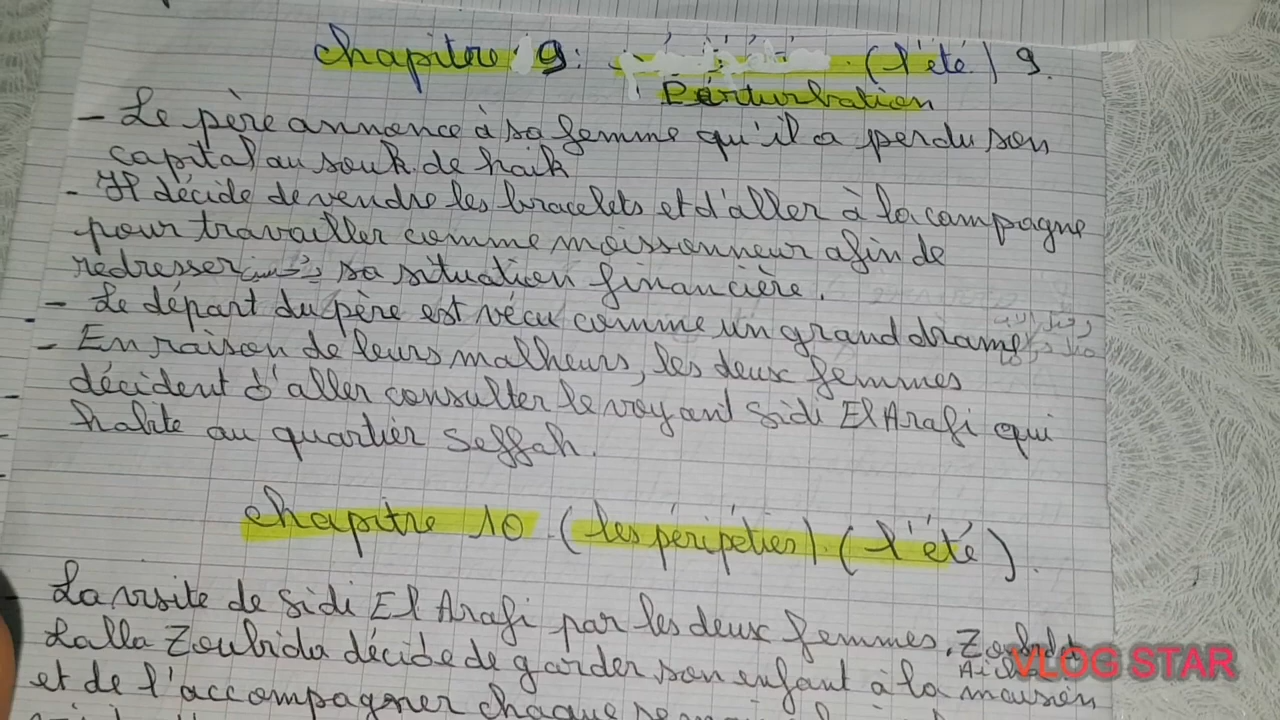 chapitre 9: (l'été) 9.
Perturbation
- Le père annonce à sa femme qu'il a perdu son
capital au souk de haik
- Il décide de vendre les bracelets et d'aller à la campagne
pour travailler comme moissonneur afin de
redresser sa situation financière.
- Le départ du père est vécu comme un grand drame,
- En raison de leurs malheurs, les deux femmes
décident d'aller consulter le voyant Sidi El Arafi qui
habite au quartier Seffah.
chapitre 10 (les péripéties) (l'été).
La visite de Sidi El Arafi par les deux femmes,
Lalla Zoubida décide de garder son enfant à la maison
et de l'accompagner chaque
VLOG STAR